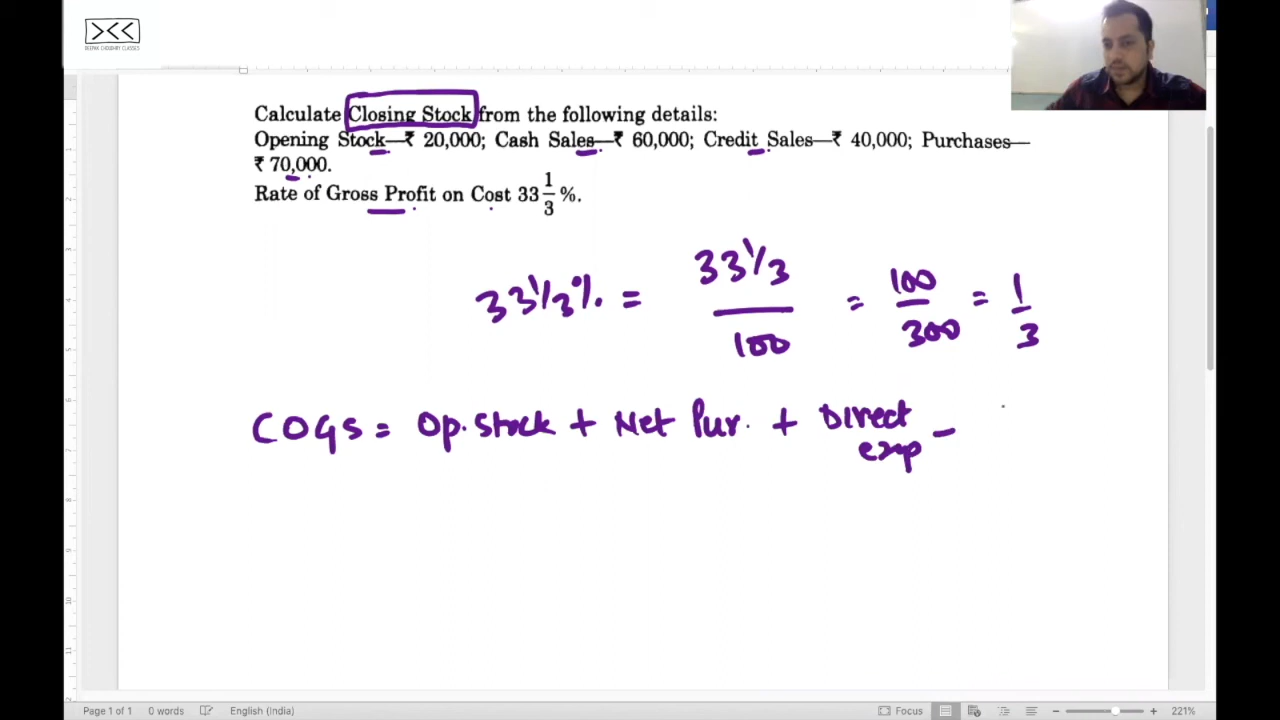 DEEPAK CHOUDHRY CLASSES
Calculate Closing Stock from the following details:
Opening Stock—₹ 20,000; Cash Sales—₹ 60,000; Credit Sales—₹ 40,000; Purchases—
₹ 70,000.
Rate of Gross Profit on Cost 33 1/3 %.
33 1/3 % = 33 1/3 / 100 = 100/300 = 1/3
COGS = Op. Stock + Net Pur. + Direct exp -
Page 1 of 1 0 words English (India) Focus 221%